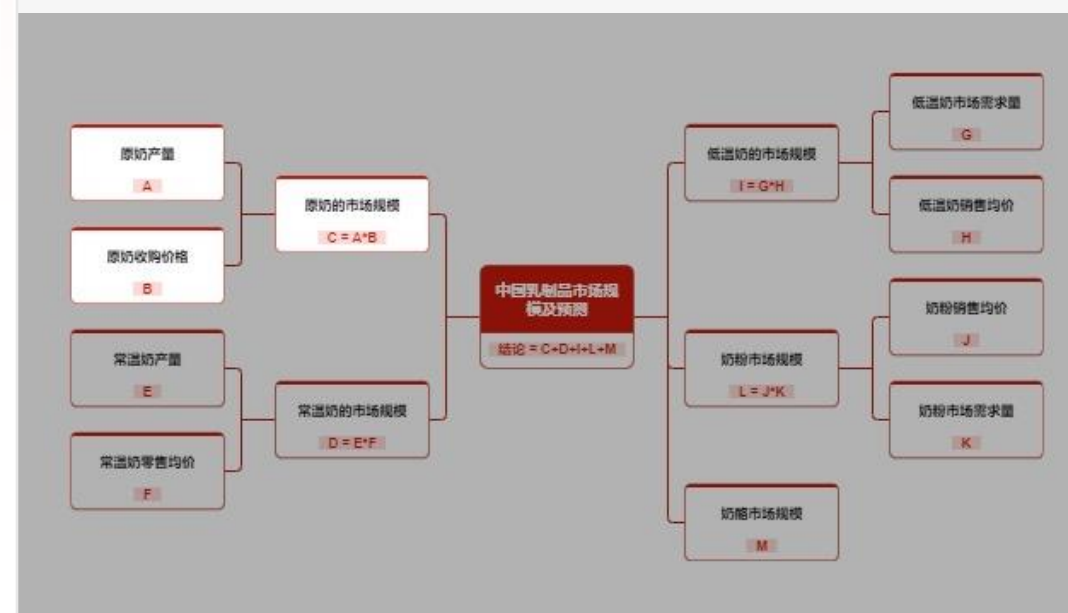 原奶产量
A
原奶收购价格
B
原奶的市场规模
C = A*B
常温奶产量
E
常温奶零售均价
F
常温奶的市场规模
D = E*F
中国乳制品市场规
模及预测
结论 = C+D+I+L+M
低温奶的市场规模
I = G*H
低温奶市场需求量
G
低温奶销售均价
H
奶粉市场规模
L = J*K
奶粉销售均价
J
奶粉市场需求量
K
奶酪市场规模
M